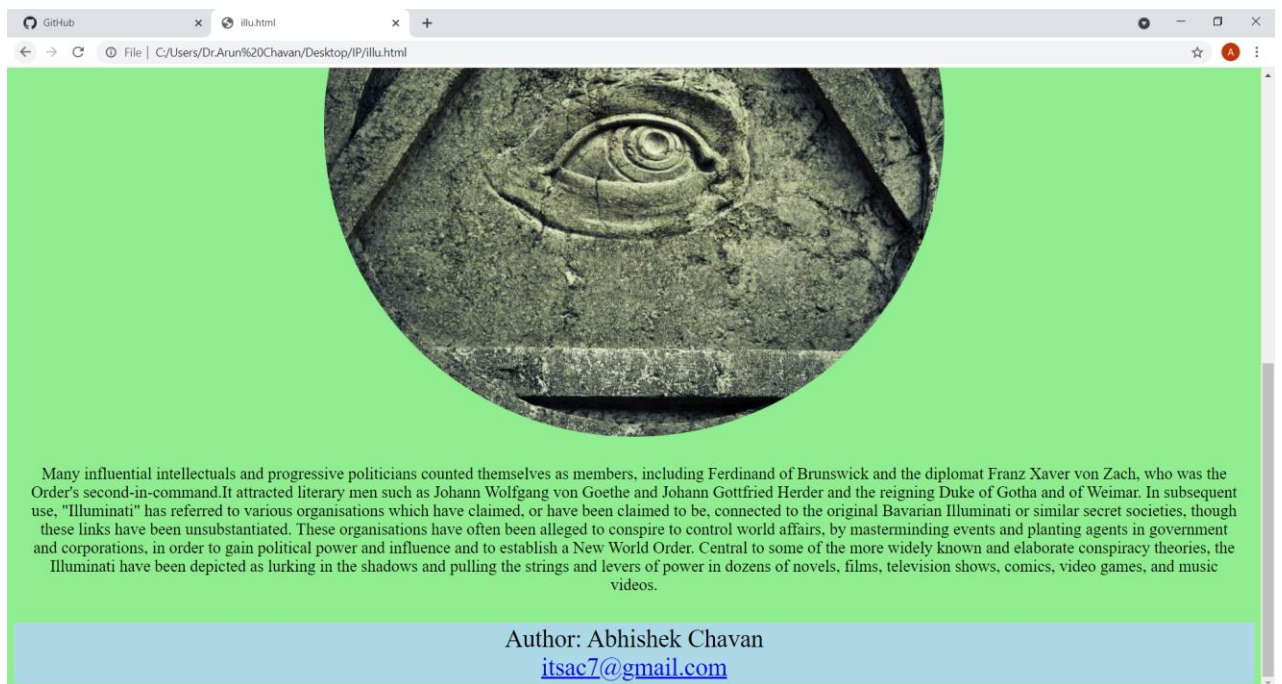 GitHub
illu.html
File | C:/Users/Dr.Arun%20Chavan/Desktop/IP/illu.html
A
Many influential intellectuals and progressive politicians counted themselves as members, including Ferdinand of Brunswick and the diplomat Franz Xaver von Zach, who was the
Order's second-in-command.It attracted literary men such as Johann Wolfgang von Goethe and Johann Gottfried Herder and the reigning Duke of Gotha and of Weimar. In subsequent
use, "Illuminati" has referred to various organisations which have claimed, or have been claimed to be, connected to the original Bavarian Illuminati or similar secret societies, though
these links have been unsubstantiated. These organisations have often been alleged to conspire to control world affairs, by masterminding events and planting agents in government
and corporations, in order to gain political power and influence and to establish a New World Order. Central to some of the more widely known and elaborate conspiracy theories, the
Illuminati have been depicted as lurking in the shadows and pulling the strings and levers of power in dozens of novels, films, television shows, comics, video games, and music
videos.
Author: Abhishek Chavan
itsac7@gmail.com